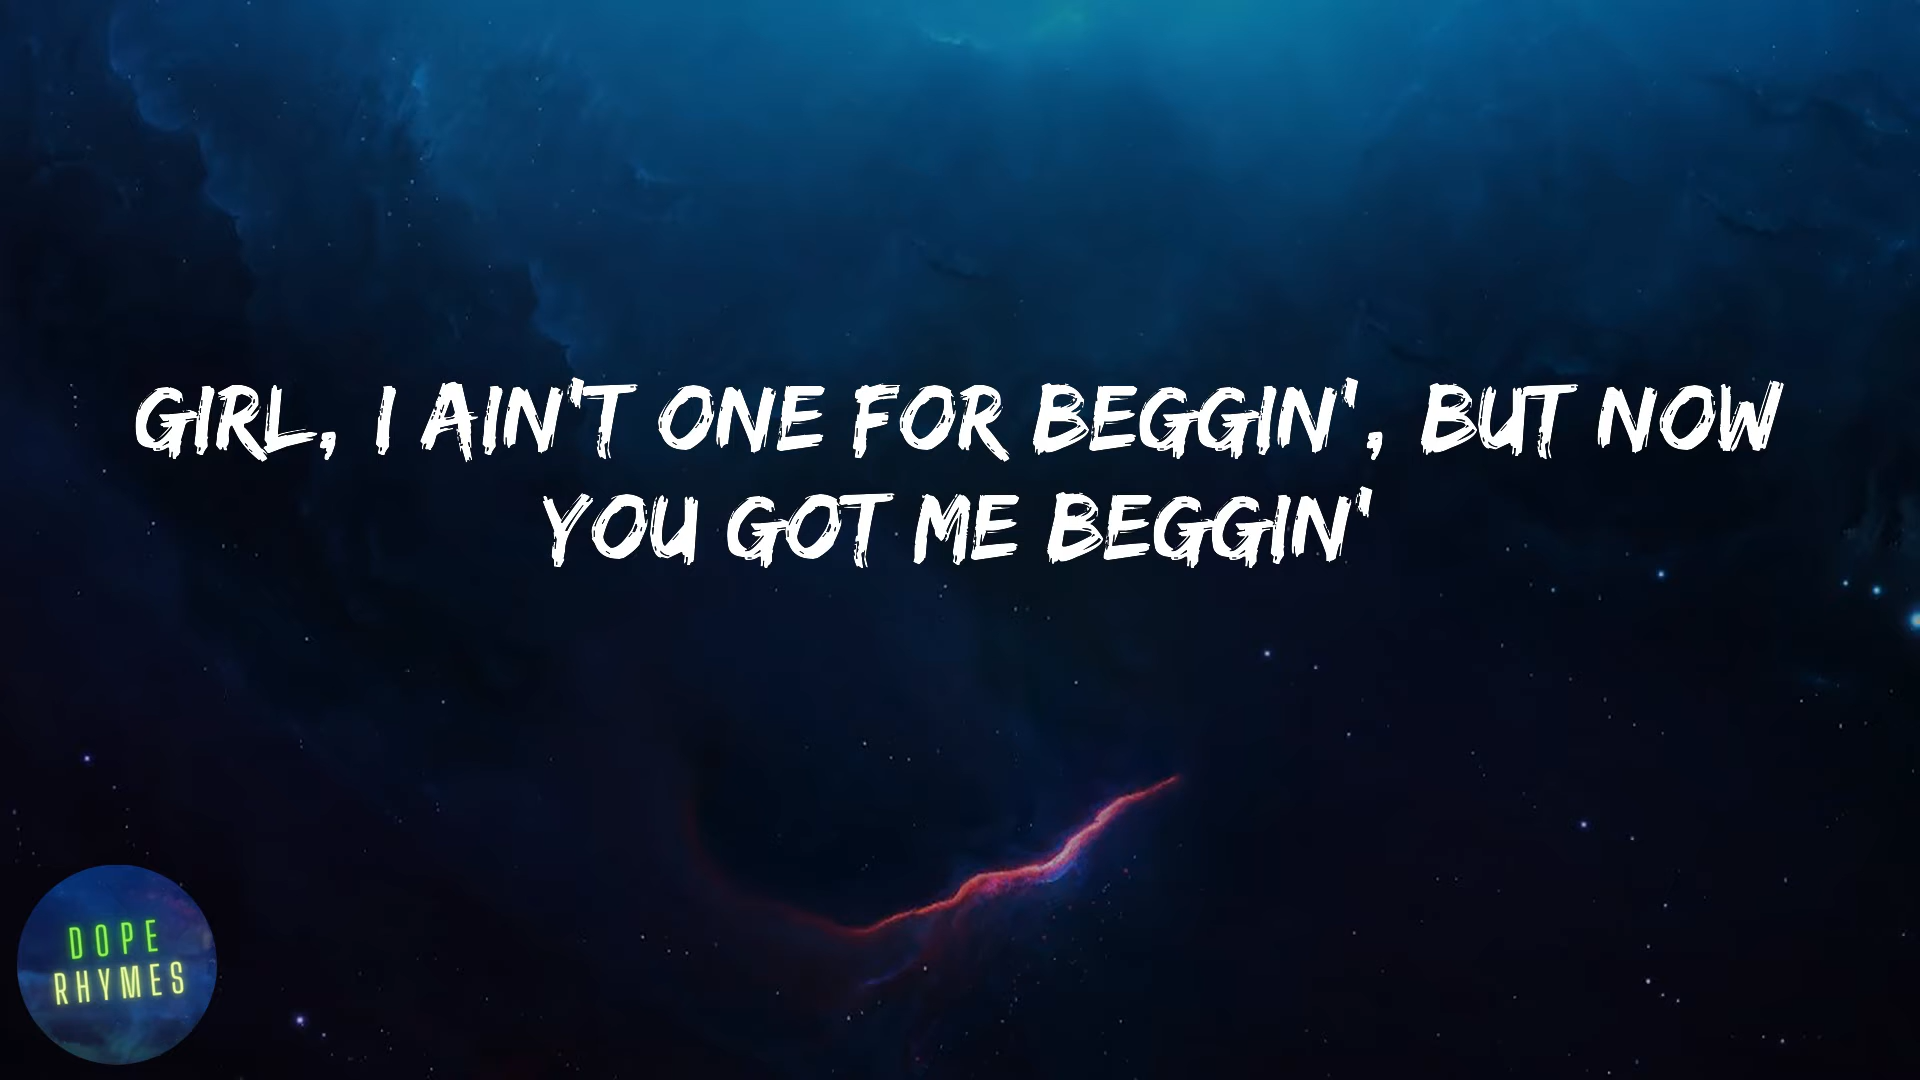 GIRL, I AIN'T ONE FOR BEGGIN', BUT NOW
YOU GOT ME BEGGIN'
DOPE
RHYMES